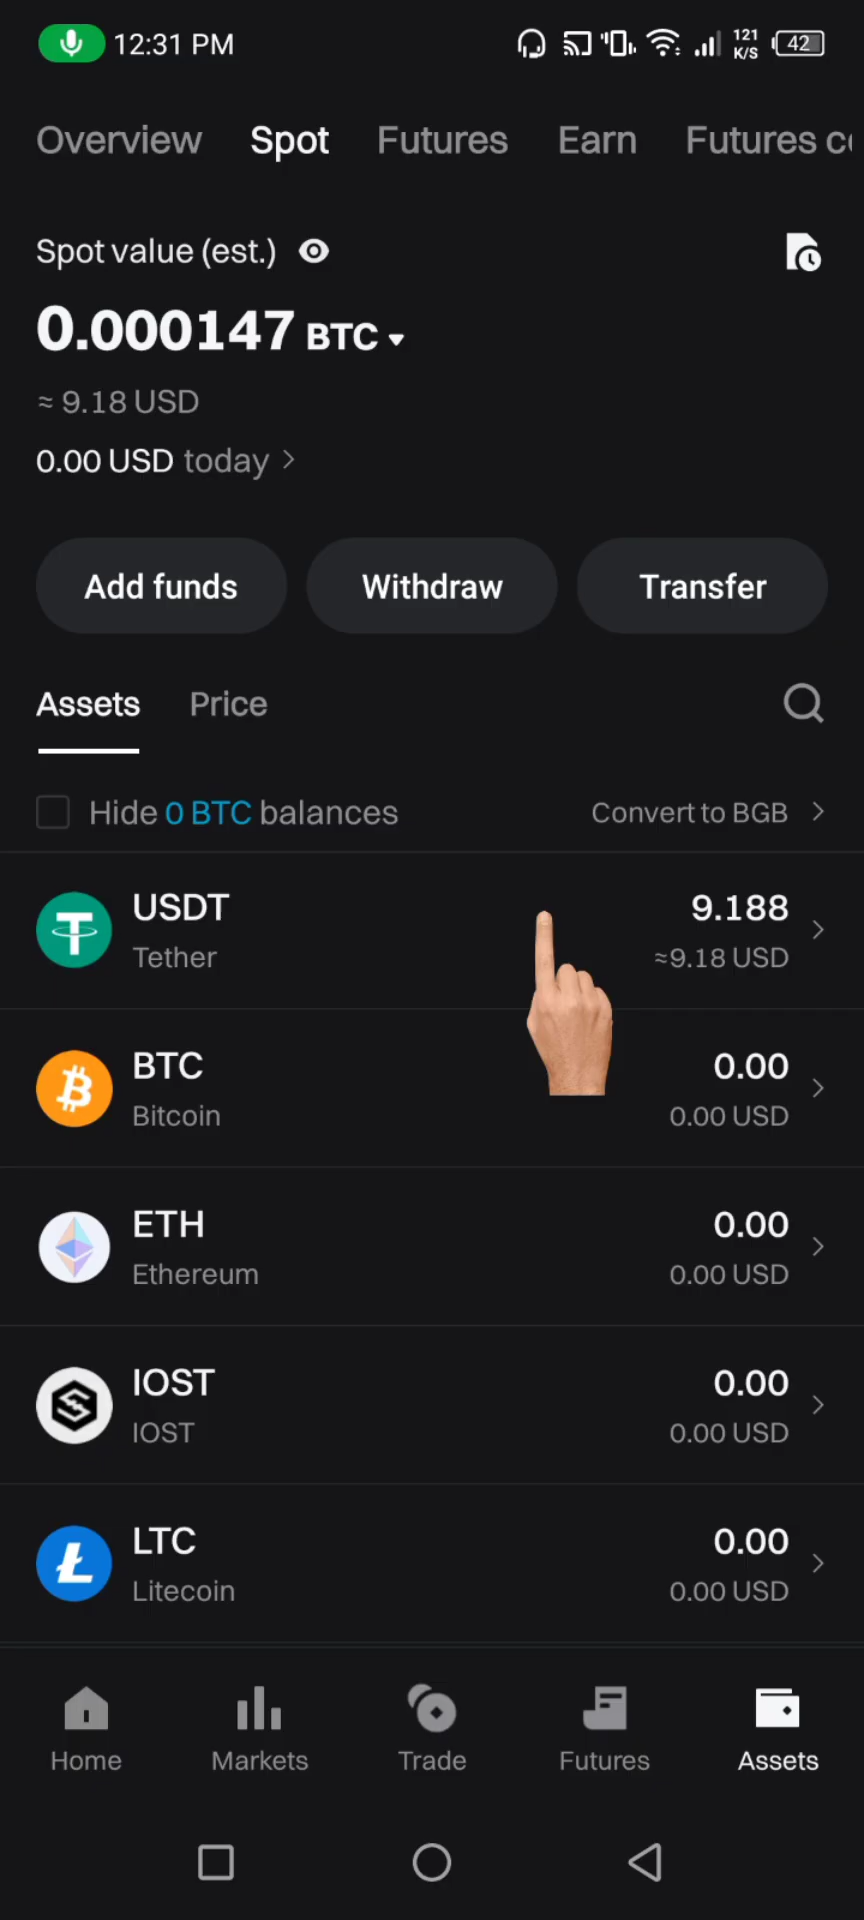 12:31 PM
121 K/S
42
Overview Spot Futures Earn Futures c
Spot value (est.)
0.000147 BTC
≈ 9.18 USD
0.00 USD today >
Add funds Withdraw Transfer
Assets Price
Hide 0 BTC balances Convert to BGB >
USDT 9.188
Tether ≈9.18 USD
BTC 0.00
Bitcoin 0.00 USD
ETH 0.00
Ethereum 0.00 USD
IOST 0.00
IOST 0.00 USD
LTC 0.00
Litecoin 0.00 USD
Home Markets Trade Futures Assets